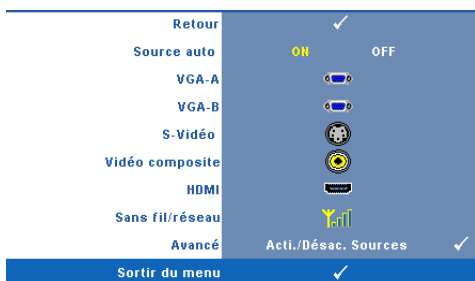 Retour
Source auto ON OFF
VGA-A
VGA-B
S-Vidéo
Vidéo composite
HDMI
Sans fil/réseau
Avancé Acti./Désac. Sources
Sortir du menu